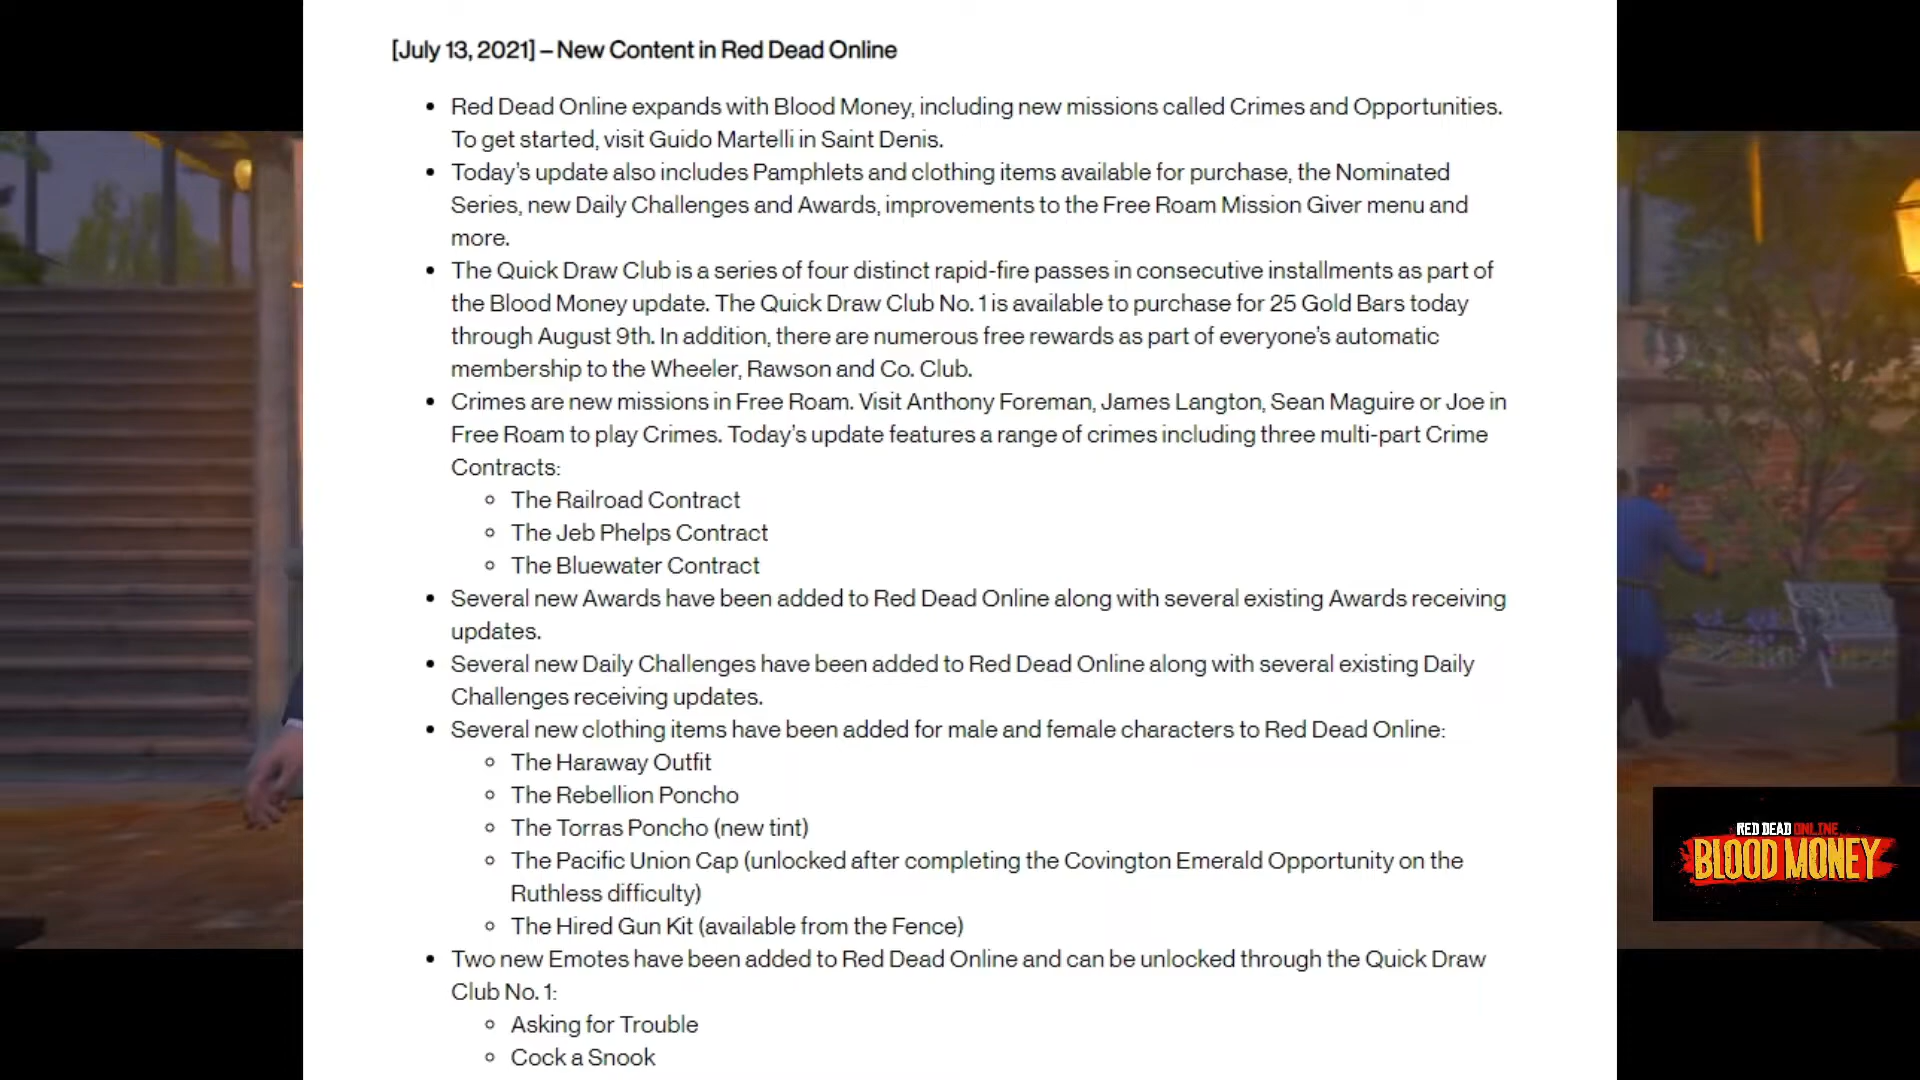 [July 13, 2021] – New Content in Red Dead Online
• Red Dead Online expands with Blood Money, including new missions called Crimes and Opportunities.
To get started, visit Guido Martelli in Saint Denis.
• Today's update also includes Pamphlets and clothing items available for purchase, the Nominated
Series, new Daily Challenges and Awards, improvements to the Free Roam Mission Giver menu and
more.
• The Quick Draw Club is a series of four distinct rapid-fire passes in consecutive installments as part of
the Blood Money update. The Quick Draw Club No. 1 is available to purchase for 25 Gold Bars today
through August 9th. In addition, there are numerous free rewards as part of everyone's automatic
membership to the Wheeler, Rawson and Co. Club.
• Crimes are new missions in Free Roam. Visit Anthony Foreman, James Langton, Sean Maguire or Joe in
Free Roam to play Crimes. Today's update features a range of crimes including three multi-part Crime
Contracts:
◦ The Railroad Contract
◦ The Jeb Phelps Contract
◦ The Bluewater Contract
• Several new Awards have been added to Red Dead Online along with several existing Awards receiving
updates.
• Several new Daily Challenges have been added to Red Dead Online along with several existing Daily
Challenges receiving updates.
• Several new clothing items have been added for male and female characters to Red Dead Online:
◦ The Haraway Outfit
◦ The Rebellion Poncho
◦ The Torras Poncho (new tint)
◦ The Pacific Union Cap (unlocked after completing the Covington Emerald Opportunity on the
Ruthless difficulty)
◦ The Hired Gun Kit (available from the Fence)
• Two new Emotes have been added to Red Dead Online and can be unlocked through the Quick Draw
Club No. 1:
◦ Asking for Trouble
◦ Cock a Snook
RED DEAD ONLINE
BLOOD MONEY